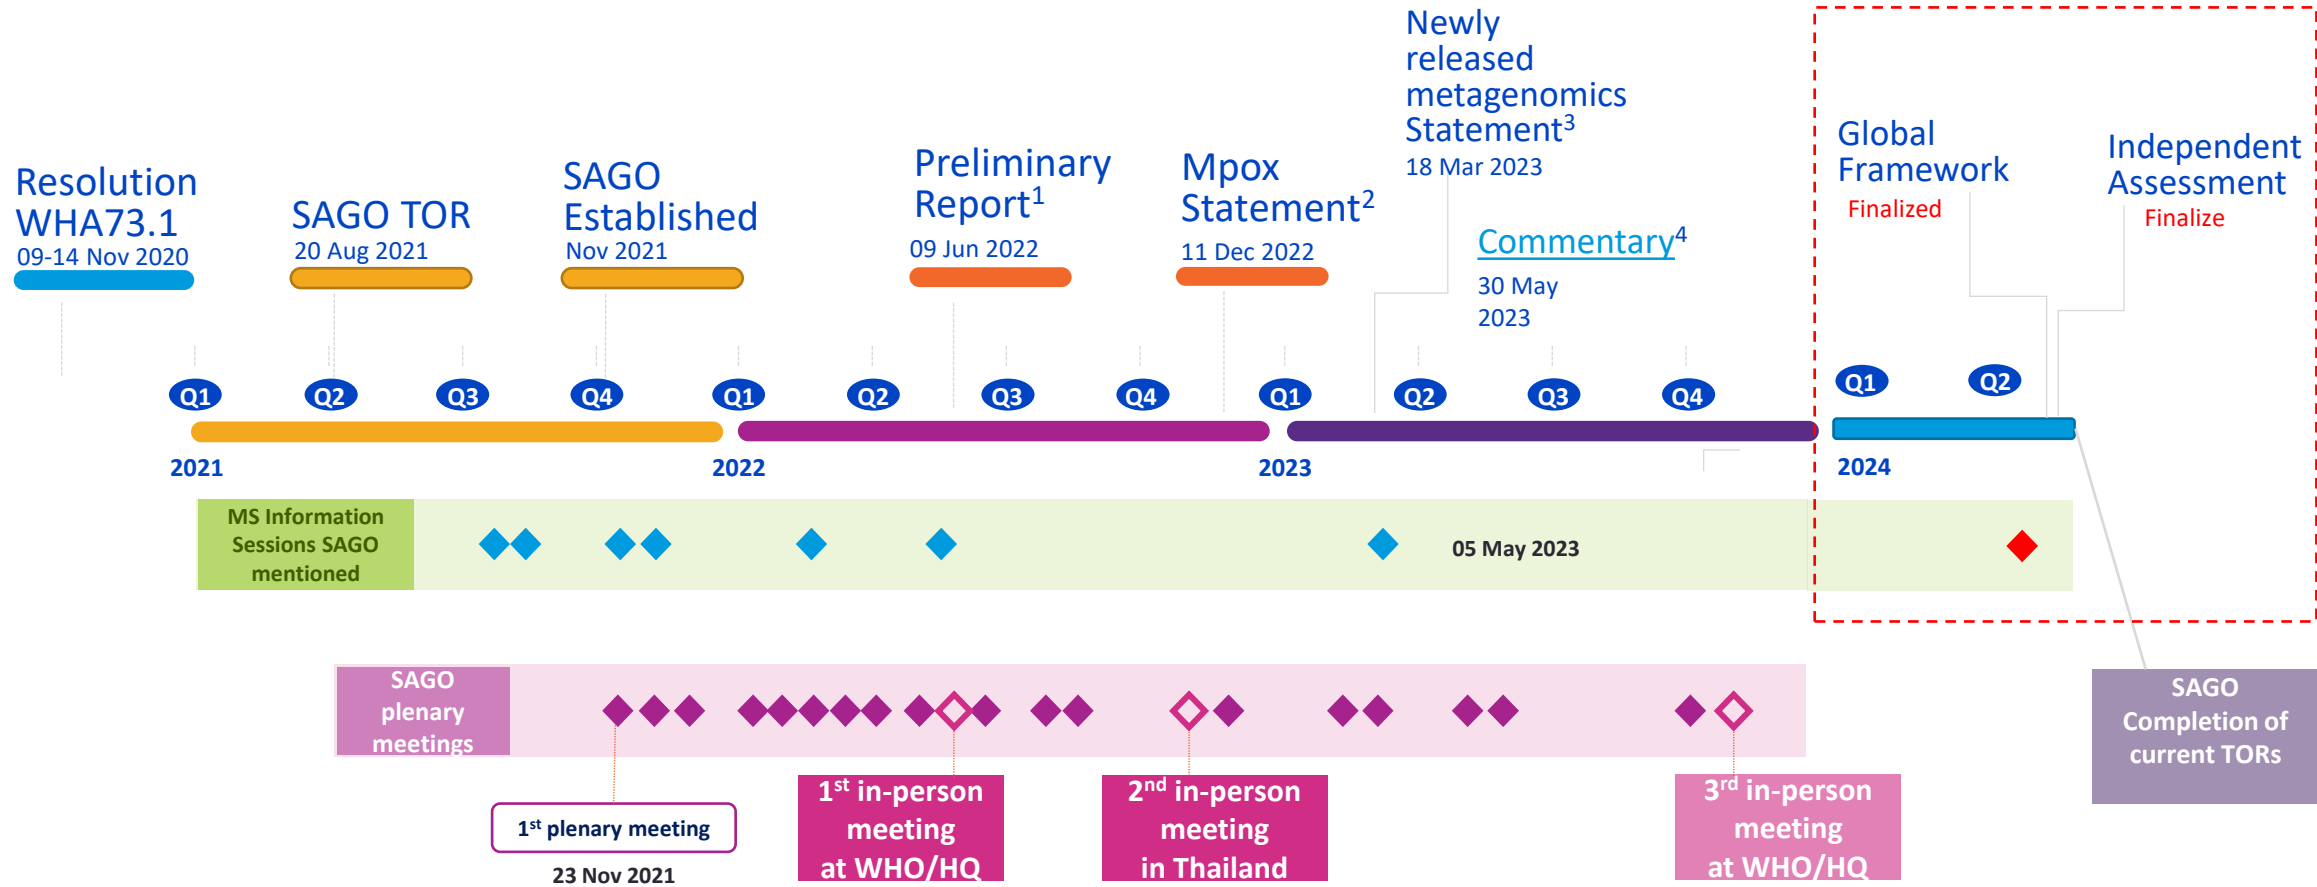 Resolution
WHA73.1
09-14 Nov 2020
SAGO TOR
20 Aug 2021
SAGO
Established
Nov 2021
Preliminary
Report¹
09 Jun 2022
Mpox
Statement²
11 Dec 2022
Newly
released
metagenomics
Statement³
18 Mar 2023
Commentary⁴
30 May
2023
Global
Framework
Finalized
Independent
Assessment
Finalize
Q1
Q2
Q3
Q4
Q1
Q2
Q3
Q4
Q1
Q2
Q3
Q4
Q1
Q2
2021
2022
2023
2024
MS Information
Sessions SAGO
mentioned
05 May 2023
SAGO
plenary
meetings
1st plenary meeting
23 Nov 2021
1st in-person
meeting
at WHO/HQ
2nd in-person
meeting
in Thailand
3rd in-person
meeting
at WHO/HQ
SAGO
Completion of
current TORs